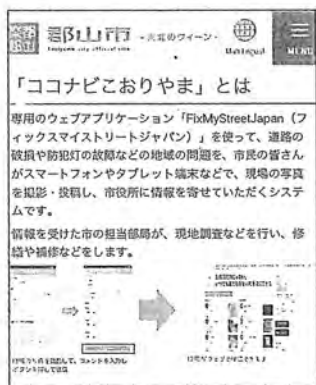 郡山市
-音楽都のウィーン-
Multilingual
MENU
「ココナビこおりやま」とは
専用のウェブアプリケーション「FixMyStreetJapan（フ
ィックスマイストリートジャパン）」を使って、道路の
破損や防犯灯の故障などの地域の問題を、市民の皆さん
がスマートフォンやタブレット端末などで、現場の写真
を撮影・投稿し、市役所に情報を寄せていただくシステ
ムです。
情報を受けた市の担当部局が、現地調査などを行い、修
繕や補修などをします。